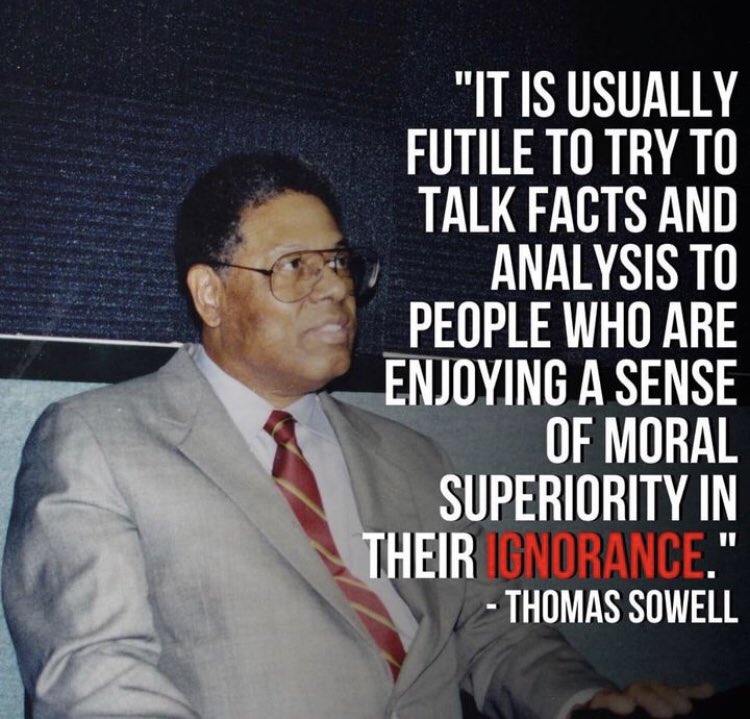 "IT IS USUALLY
FUTILE TO TRY TO
TALK FACTS AND
ANALYSIS TO
PEOPLE WHO ARE
ENJOYING A SENSE
OF MORAL
SUPERIORITY IN
THEIR IGNORANCE."
- THOMAS SOWELL